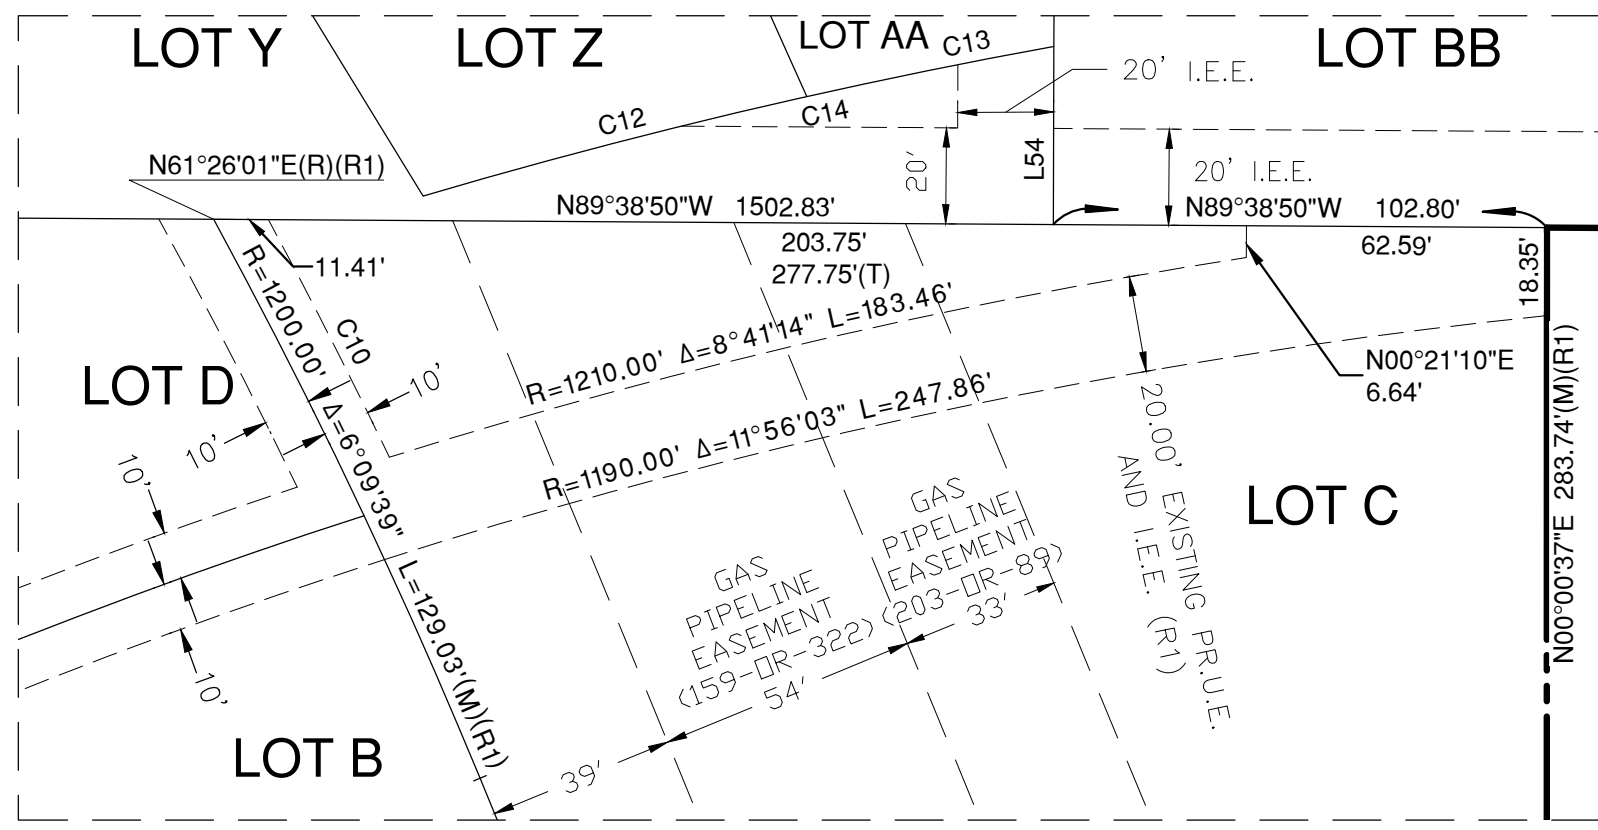 LOT Y
LOT Z
LOT AA
C13
LOT BB
20' I.E.E.
C12
C14
L54
20'
20' I.E.E.
N61°26'01"E(R)(R1)
N89°38'50"W 1502.83'
N89°38'50"W 102.80'
203.75'
277.75'(T)
62.59'
18.35'
11.41'
R=1200.00' Δ=6°09'39" L=129.03'(M)(R1)
C10
R=1210.00' Δ=8°41'14" L=183.46'
N00°21'10"E
6.64'
LOT D
10'
10'
10'
R=1190.00' Δ=11°56'03" L=247.86'
20.00' EXISTING P.R.U.E.
AND I.E.E. (R1)
LOT C
N00°00'37"E 283.74'(M)(R1)
GAS
PIPELINE
EASEMENT
(203-OR-89)
33'
GAS
PIPELINE
EASEMENT
(159-OR-322)
54'
10'
LOT B
39'